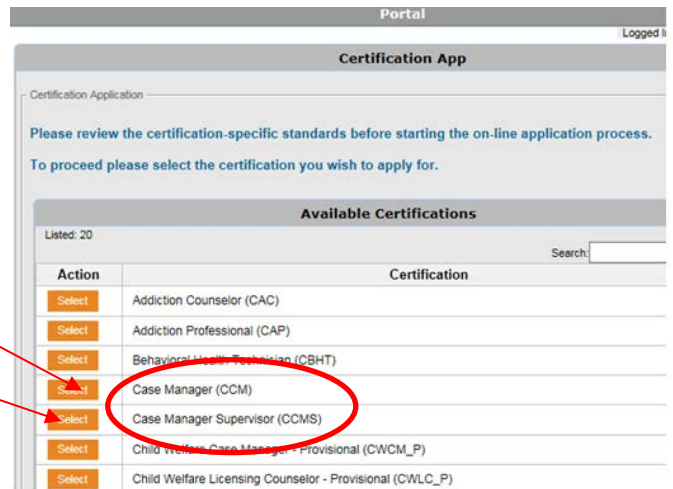 Portal
Logged
Certification App
Certification Application
Please review the certification-specific standards before starting the on-line application process.
To proceed please select the certification you wish to apply for.
Available Certifications
Listed: 20
Search:
Action Certification
Select Addiction Counselor (CAC)
Select Addiction Professional (CAP)
Select Behavioral Health Technician (CBHT)
Select Case Manager (CCM)
Select Case Manager Supervisor (CCMS)
Select Child Welfare Case Manager - Provisional (CWCM_P)
Select Child Welfare Licensing Counselor - Provisional (CWLC_P)